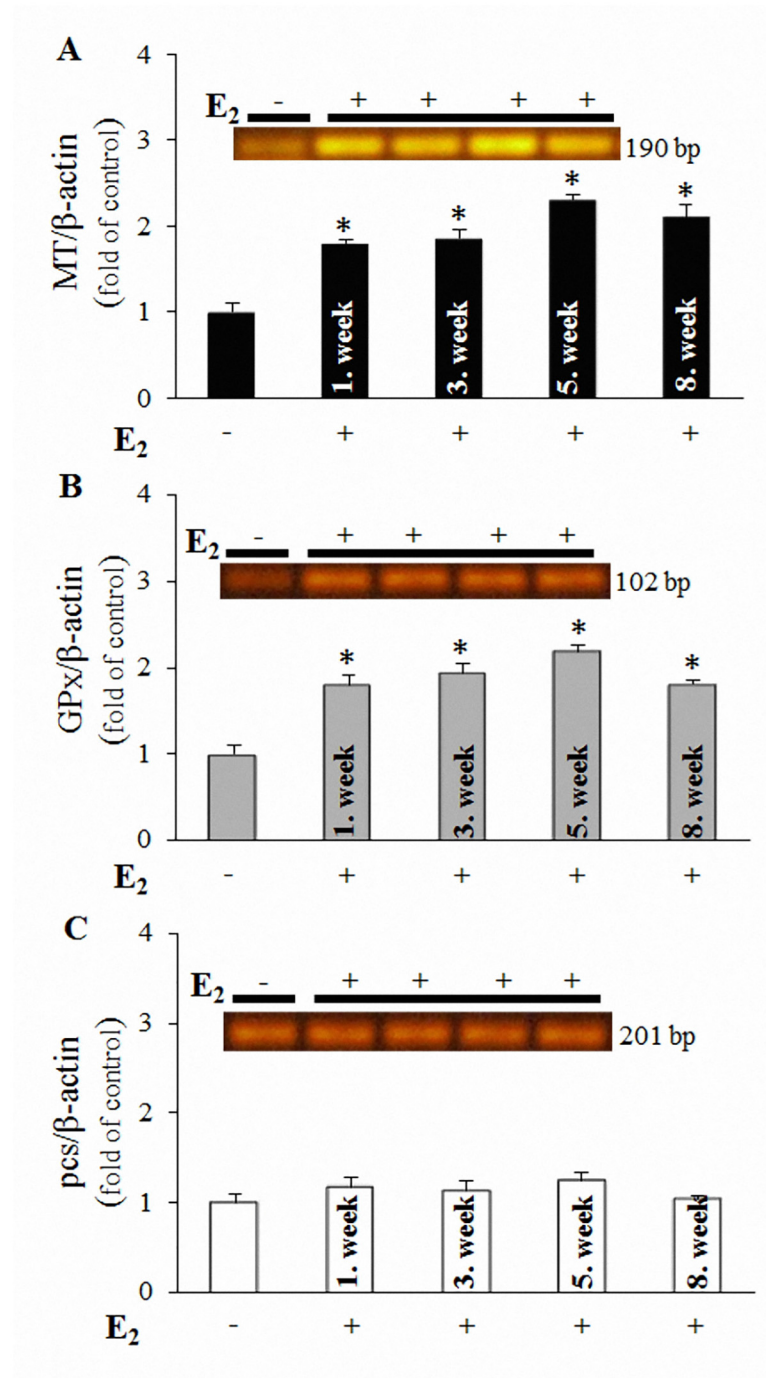 A
4
E2 - + + + +
190 bp
3
* * * *
2
1
0
MT/β-actin
(fold of control)
1. week 3. week 5. week 8. week
E2 - + + + +
B
4
E2 - + + + +
102 bp
3
* * * *
2
1
0
GPx/β-actin
(fold of control)
1. week 3. week 5. week 8. week
E2 - + + + +
C
4
E2 - + + + +
201 bp
3
2
1
0
pcs/β-actin
(fold of control)
1. week 3. week 5. week 8. week
E2 - + + + +